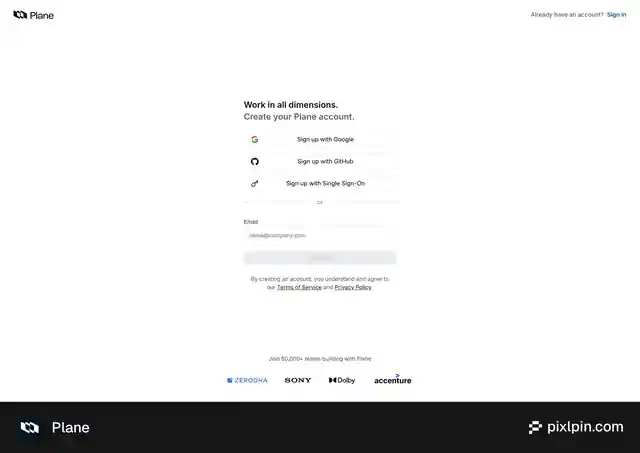 Plane
Already have an account? Sign in
Work in all dimensions.
Create your Plane account.
Sign up with Google
Sign up with GitHub
Sign up with Single Sign-On
or
Email
name@company.com
By creating an account, you understand and agree to
our Terms of Service and Privacy Policy
Join 50,000+ teams building with Plane
ZERODHA
SONY
Dolby
accenture
Plane
pixlpin.com